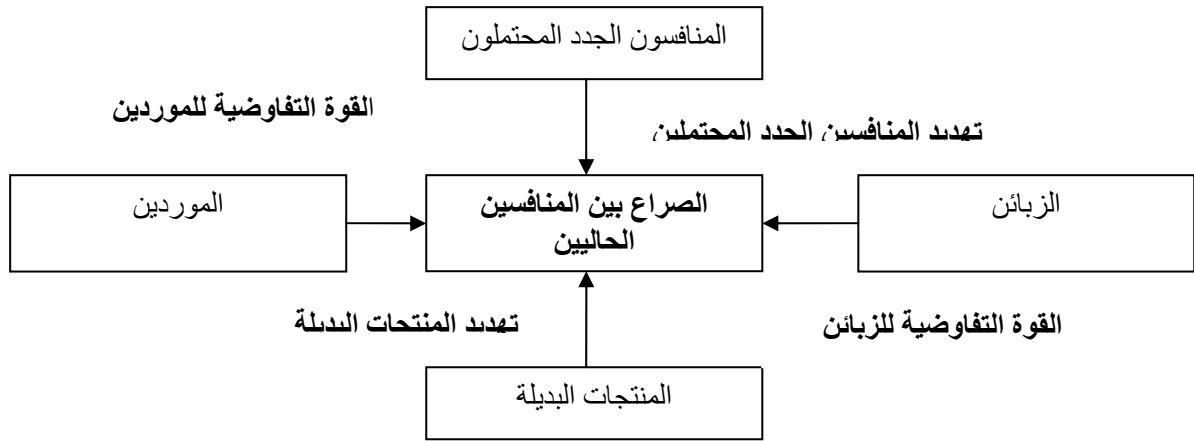 المنافسون الجدد المحتملون
القوة التفاوضية للموردين
تهديد المنافسين الجدد المحتملين
الموردين
الصراع بين المنافسين
الحاليين
الزبائن
تهديد المنتجات البديلة
القوة التفاوضية للزبائن
المنتجات البديلة